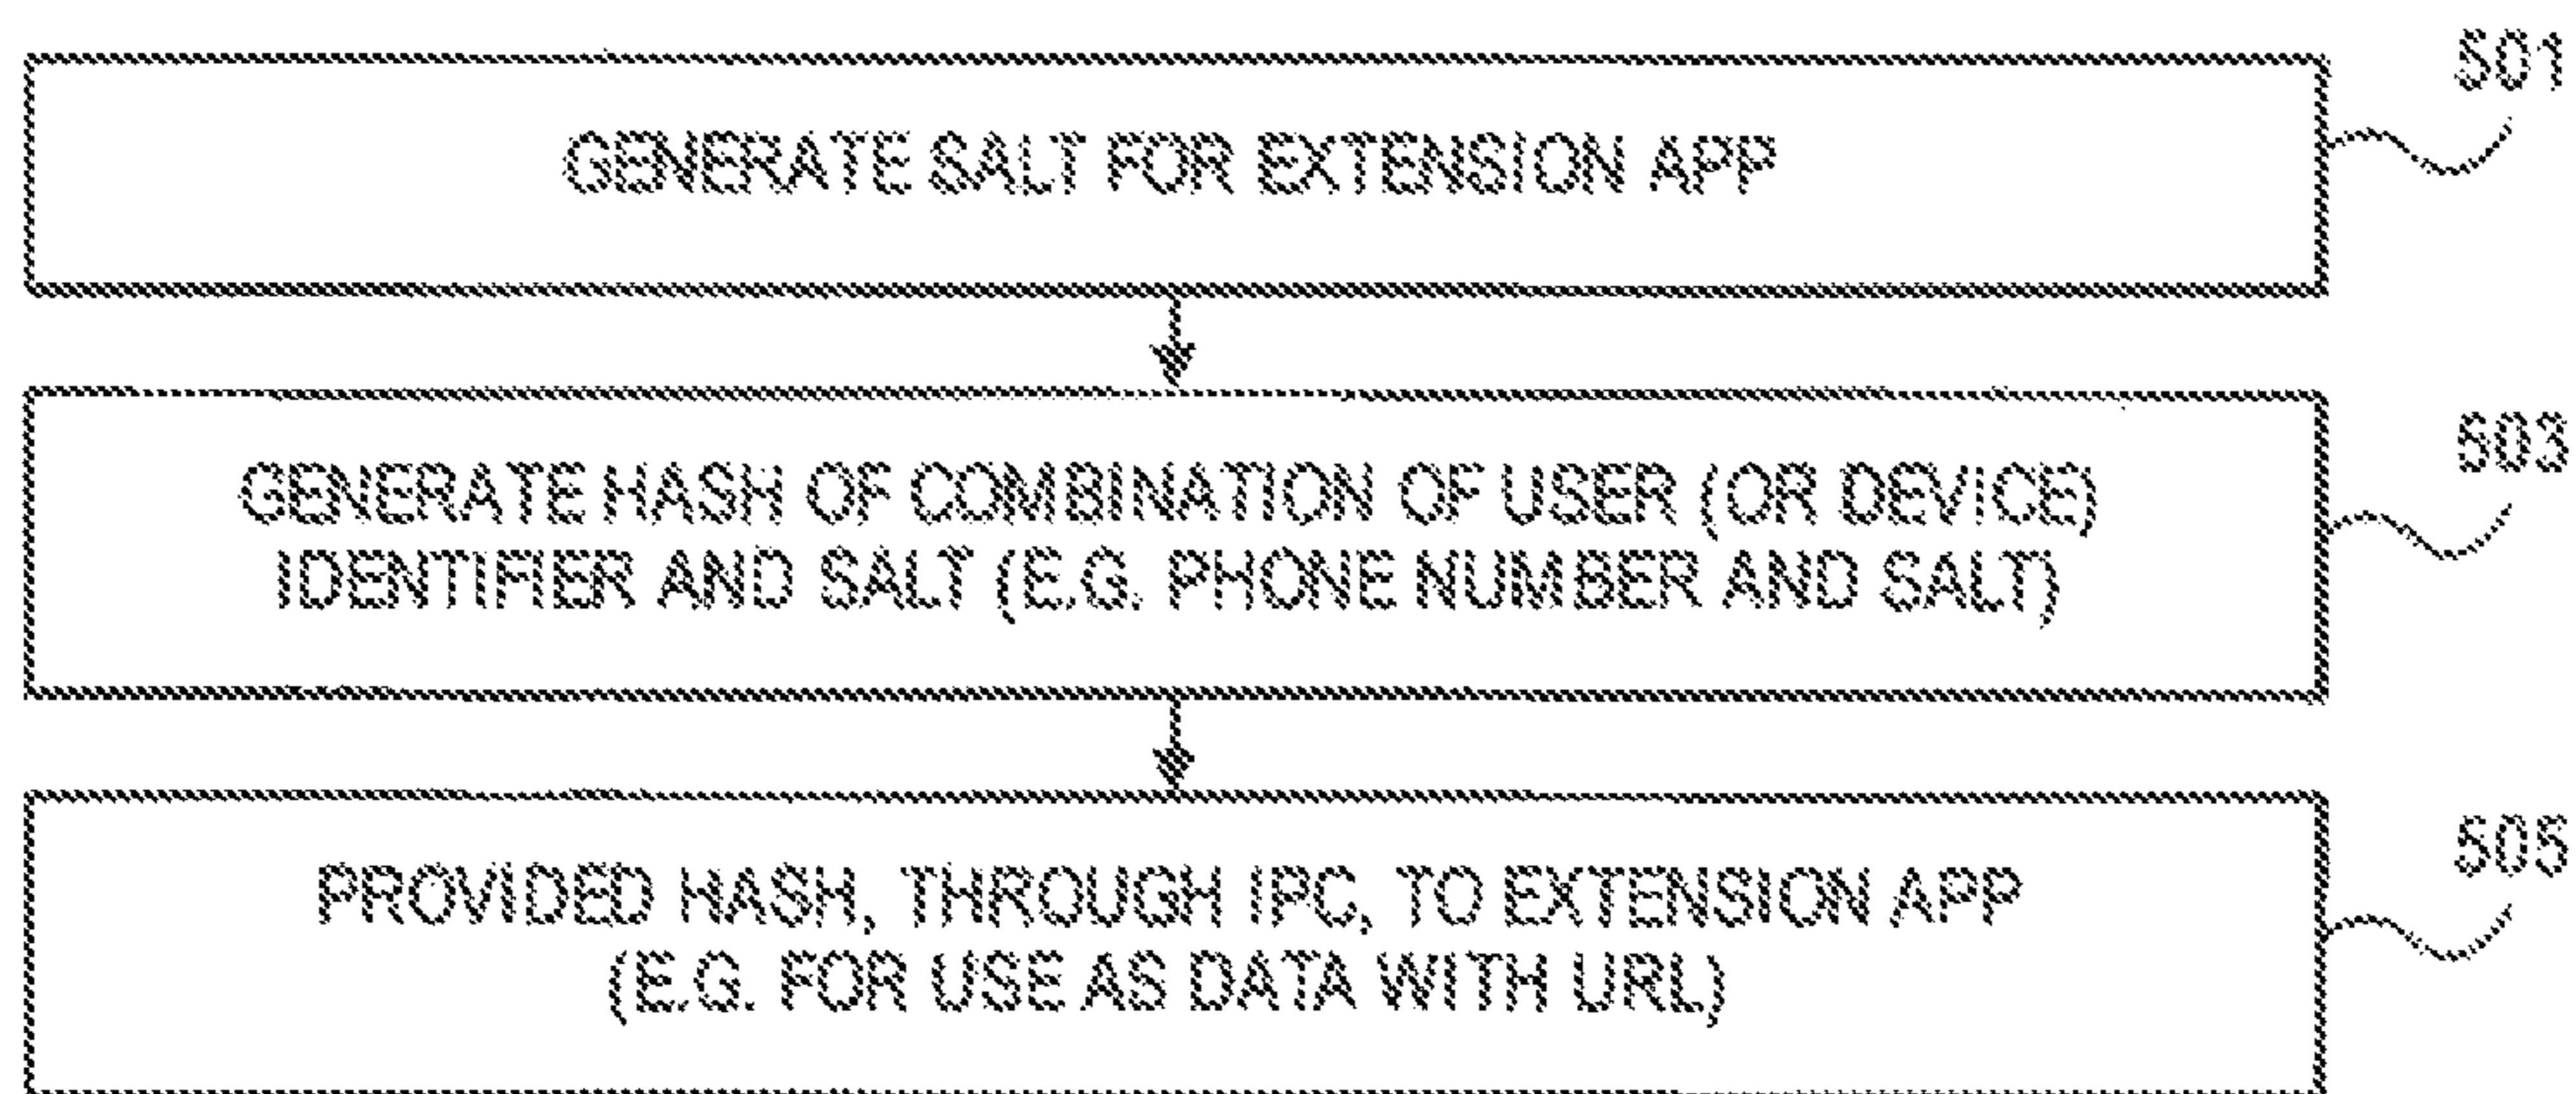 501
GENERATE SALT FOR EXTENSION APP
503
GENERATE HASH OF COMBINATION OF USER (OR DEVICE)
IDENTIFIER AND SALT (E.G. PHONE NUMBER AND SALT)
505
PROVIDED HASH, THROUGH IPC, TO EXTENSION APP
(E.G. FOR USE AS DATA WITH URL)